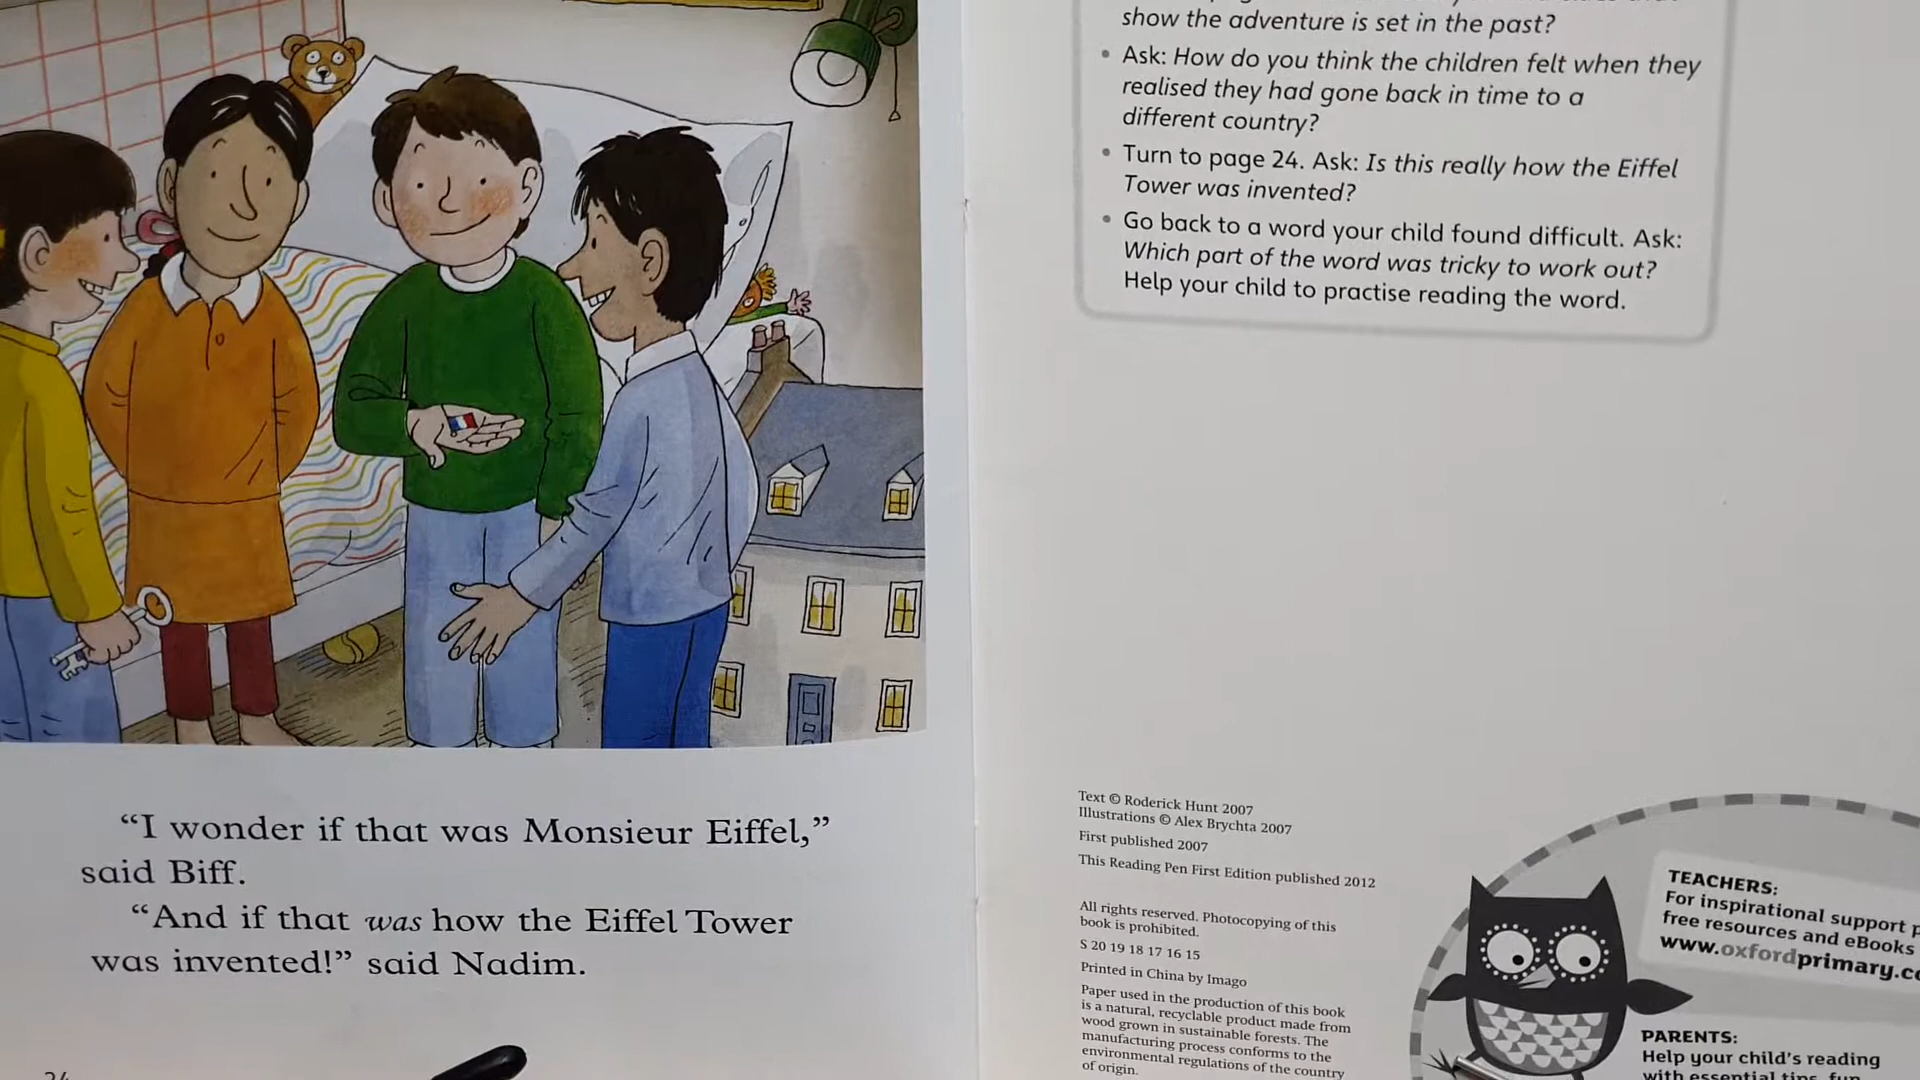 “I wonder if that was Monsieur Eiffel,”
said Biff.
“And if that was how the Eiffel Tower
was invented!” said Nadim.
24
show the adventure is set in the past?
• Ask: How do you think the children felt when they
realised they had gone back in time to a
different country?
• Turn to page 24. Ask: Is this really how the Eiffel
Tower was invented?
• Go back to a word your child found difficult. Ask:
Which part of the word was tricky to work out?
Help your child to practise reading the word.
Text © Roderick Hunt 2007
Illustrations © Alex Brychta 2007
First published 2007
This Reading Pen First Edition published 2012
All rights reserved. Photocopying of this
book is prohibited.
S 20 19 18 17 16 15
Printed in China by Imago
Paper used in the production of this book
is a natural, recyclable product made from
wood grown in sustainable forests. The
manufacturing process conforms to the
environmental regulations of the country
of origin.
TEACHERS:
For inspirational support p
free resources and eBooks
www.oxfordprimary.co
PARENTS:
Help your child's reading
with essential tips, fun